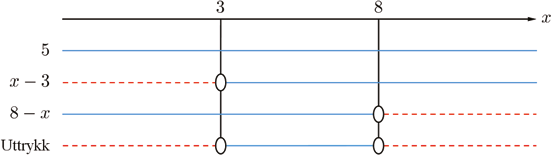 3 8
x
5
x − 3
8 − x
Uttrykk